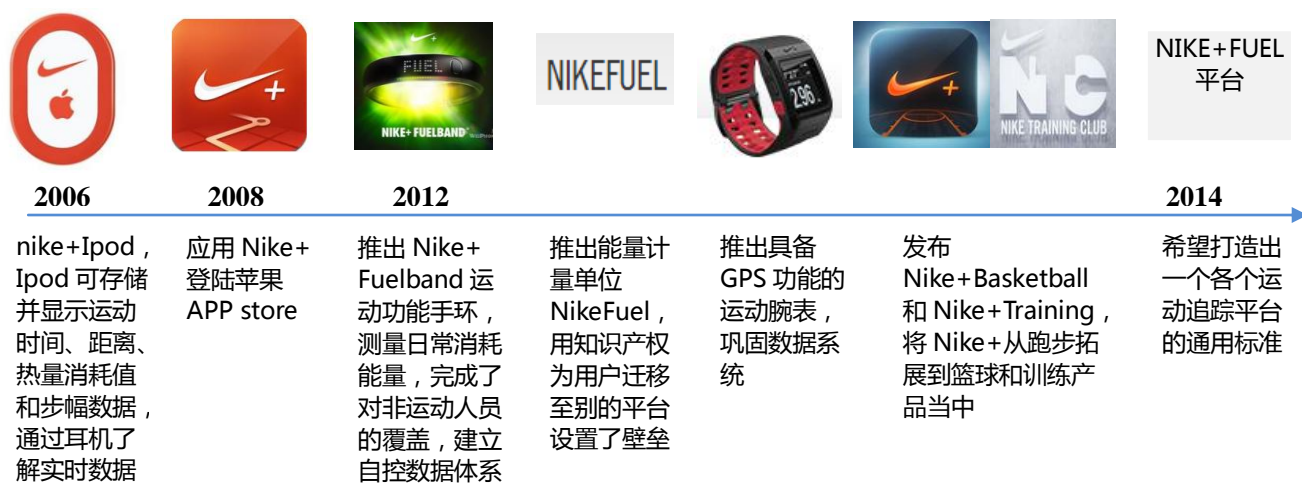 FUEL
NIKE+ FUELBAND
NIKEFUEL
296
NTC
NIKE TRAINING CLUB
NIKE+FUEL
平台
2006
2008
2012
2014
nike+Ipod，
Ipod 可存储
并显示运动
时间、距离、
热量消耗值
和步幅数据，
通过耳机了
解实时数据
应用 Nike+
登陆苹果
APP store
推出 Nike+
Fuelband 运
动功能手环，
测量日常消耗
能量，完成了
对非运动人员
的覆盖，建立
自控数据体系
推出能量计
量单位
NikeFuel，
用知识产权
为用户迁移
至别的平台
设置了壁垒
推出具备
GPS 功能的
运动腕表，
巩固数据系
统
发布
Nike+Basketball
和 Nike+Training，
将 Nike+从跑步拓
展到篮球和训练产
品当中
希望打造出
一个各个运
动追踪平台
的通用标准